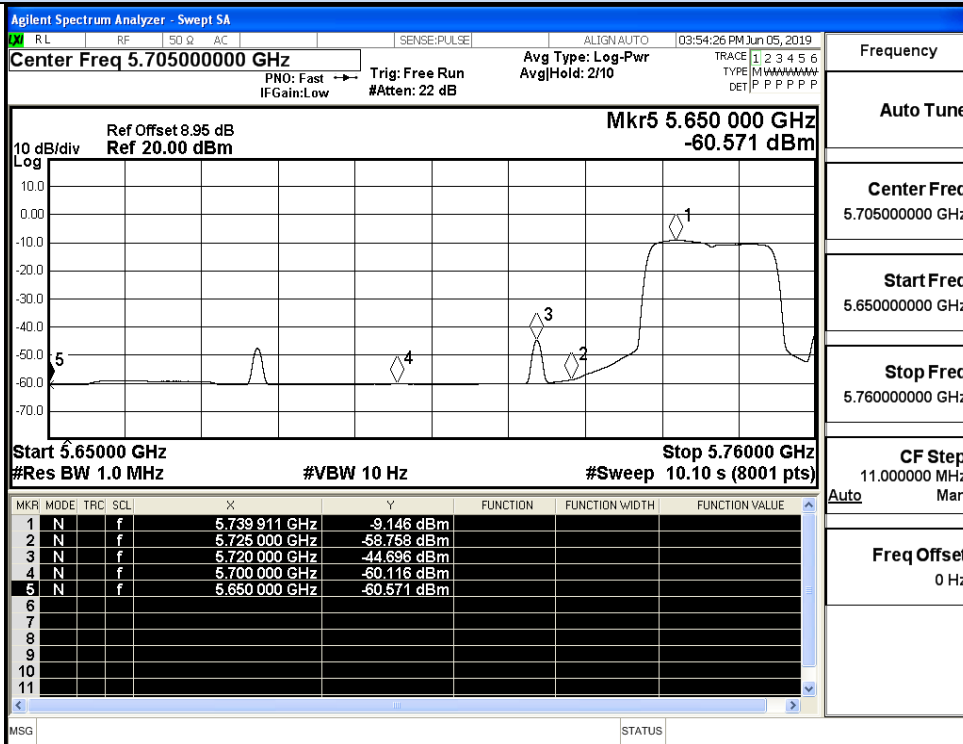 Agilent Spectrum Analyzer - Swept SA
LXI RL RF 50 Ω AC SENSE:PULSE ALIGN AUTO 03:54:26 PM Jun 05, 2019
Center Freq 5.705000000 GHz
PNO: Fast
IFGain:Low
Trig: Free Run
#Atten: 22 dB
Avg Type: Log-Pwr
Avg|Hold: 2/10
TRACE 1 2 3 4 5 6
TYPE M W W W W W
DET P P P P P P
Mkr5 5.650 000 GHz
-60.571 dBm
Ref Offset 8.95 dB
10 dB/div Ref 20.00 dBm
Log
10.0
0.00
-10.0
-20.0
-30.0
-40.0
-50.0
-60.0
-70.0
1
3
2
4
5
Start 5.65000 GHz Stop 5.76000 GHz
#Res BW 1.0 MHz #VBW 10 Hz #Sweep 10.10 s (8001 pts)
MKR MODE TRC SCL X Y FUNCTION FUNCTION WIDTH FUNCTION VALUE
1 N f 5.739 911 GHz -9.146 dBm
2 N f 5.725 000 GHz -58.758 dBm
3 N f 5.720 000 GHz -44.696 dBm
4 N f 5.700 000 GHz -60.116 dBm
5 N f 5.650 000 GHz -60.571 dBm
6
7
8
9
10
11
MSG STATUS
Frequency
Auto Tune
Center Freq
5.705000000 GHz
Start Freq
5.650000000 GHz
Stop Freq
5.760000000 GHz
CF Step
11.000000 MHz
Auto Man
Freq Offset
0 Hz